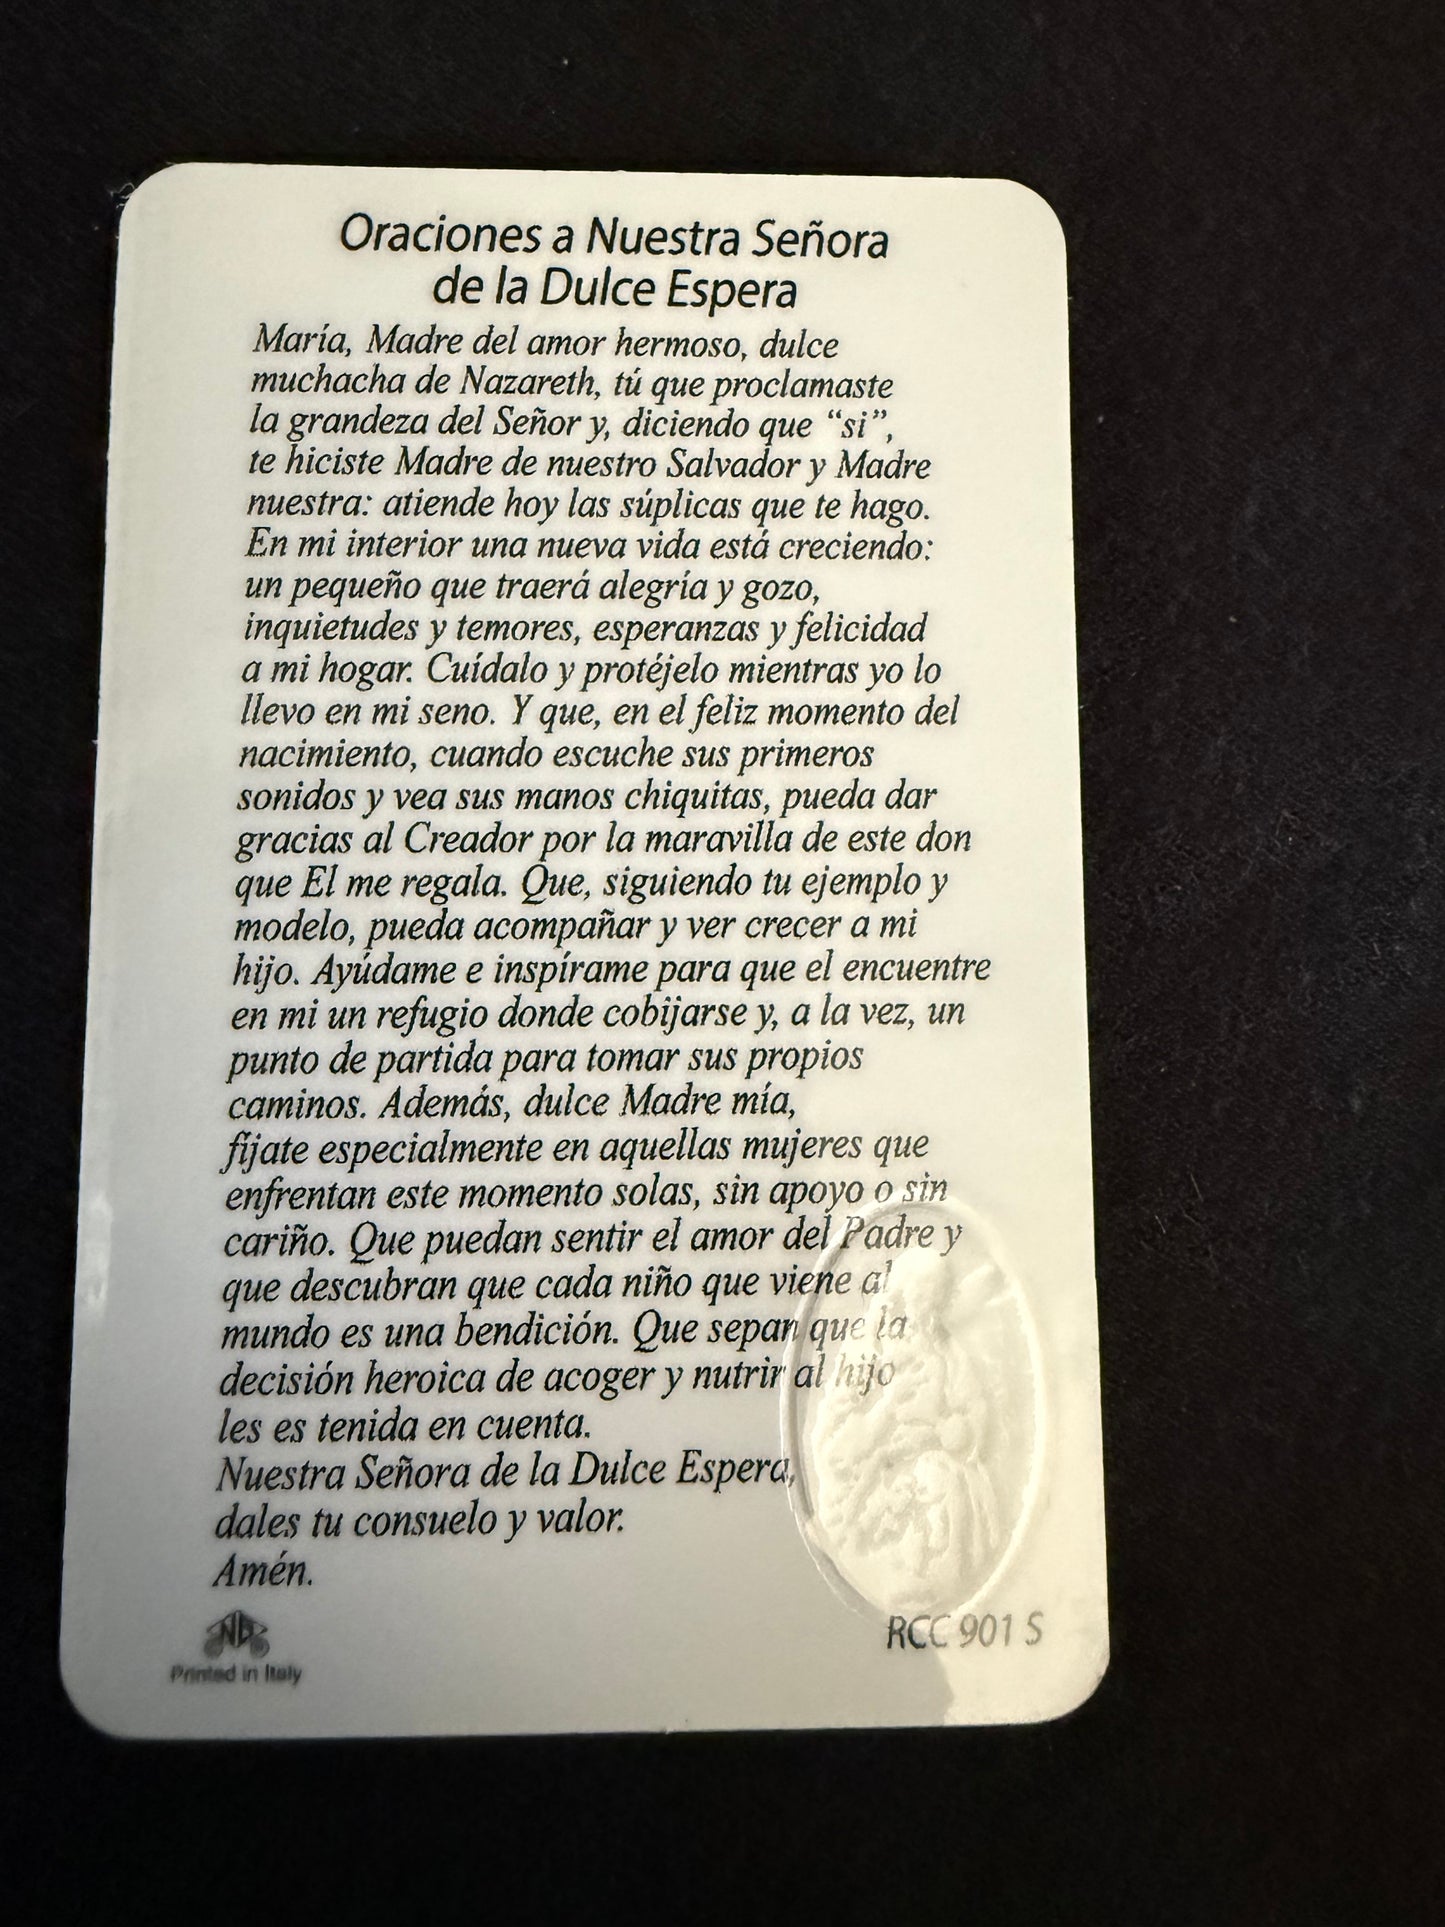 Oraciones a Nuestra Señora
de la Dulce Espera
María, Madre del amor hermoso, dulce
muchacha de Nazareth, tú que proclamaste
la grandeza del Señor y, diciendo que “si”,
te hiciste Madre de nuestro Salvador y Madre
nuestra: atiende hoy las súplicas que te hago.
En mi interior una nueva vida está creciendo:
un pequeño que traerá alegría y gozo,
inquietudes y temores, esperanzas y felicidad
a mi hogar. Cuídalo y protéjelo mientras yo lo
llevo en mi seno. Y que, en el feliz momento del
nacimiento, cuando escuche sus primeros
sonidos y vea sus manos chiquitas, pueda dar
gracias al Creador por la maravilla de este don
que El me regala. Que, siguiendo tu ejemplo y
modelo, pueda acompañar y ver crecer a mi
hijo. Ayúdame e inspírame para que el encuentre
en mi un refugio donde cobijarse y, a la vez, un
punto de partida para tomar sus propios
caminos. Además, dulce Madre mía,
fíjate especialmente en aquellas mujeres que
enfrentan este momento solas, sin apoyo o sin
cariño. Que puedan sentir el amor del Padre y
que descubran que cada niño que viene al
mundo es una bendición. Que sepan que la
decisión heroica de acoger y nutrir al hijo
les es tenida en cuenta.
Nuestra Señora de la Dulce Espera,
dales tu consuelo y valor.
Amén.
Printed in Italy
RCC 901 S